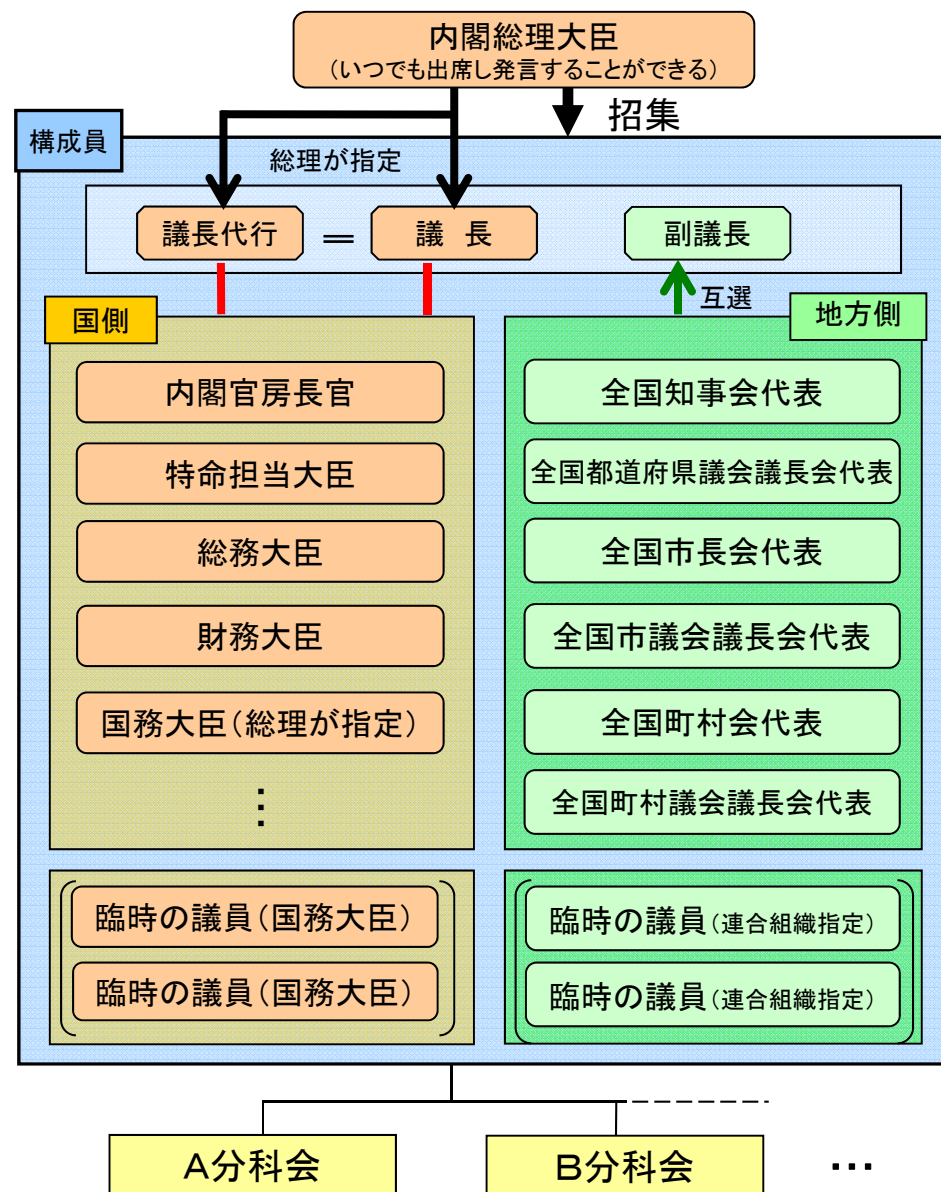 内閣総理大臣
（いつでも出席し発言することができる）
招集
構成員
総理が指定
議長代行
＝
議 長
副議長
互選
国側
内閣官房長官
特命担当大臣
総務大臣
財務大臣
国務大臣（総理が指定）
⋮
地方側
全国知事会代表
全国都道府県議会議長会代表
全国市長会代表
全国市議会議長会代表
全国町村会代表
全国町村議会議長会代表
臨時の議員（国務大臣）
臨時の議員（国務大臣）
臨時の議員（連合組織指定）
臨時の議員（連合組織指定）
Ａ分科会
Ｂ分科会
…